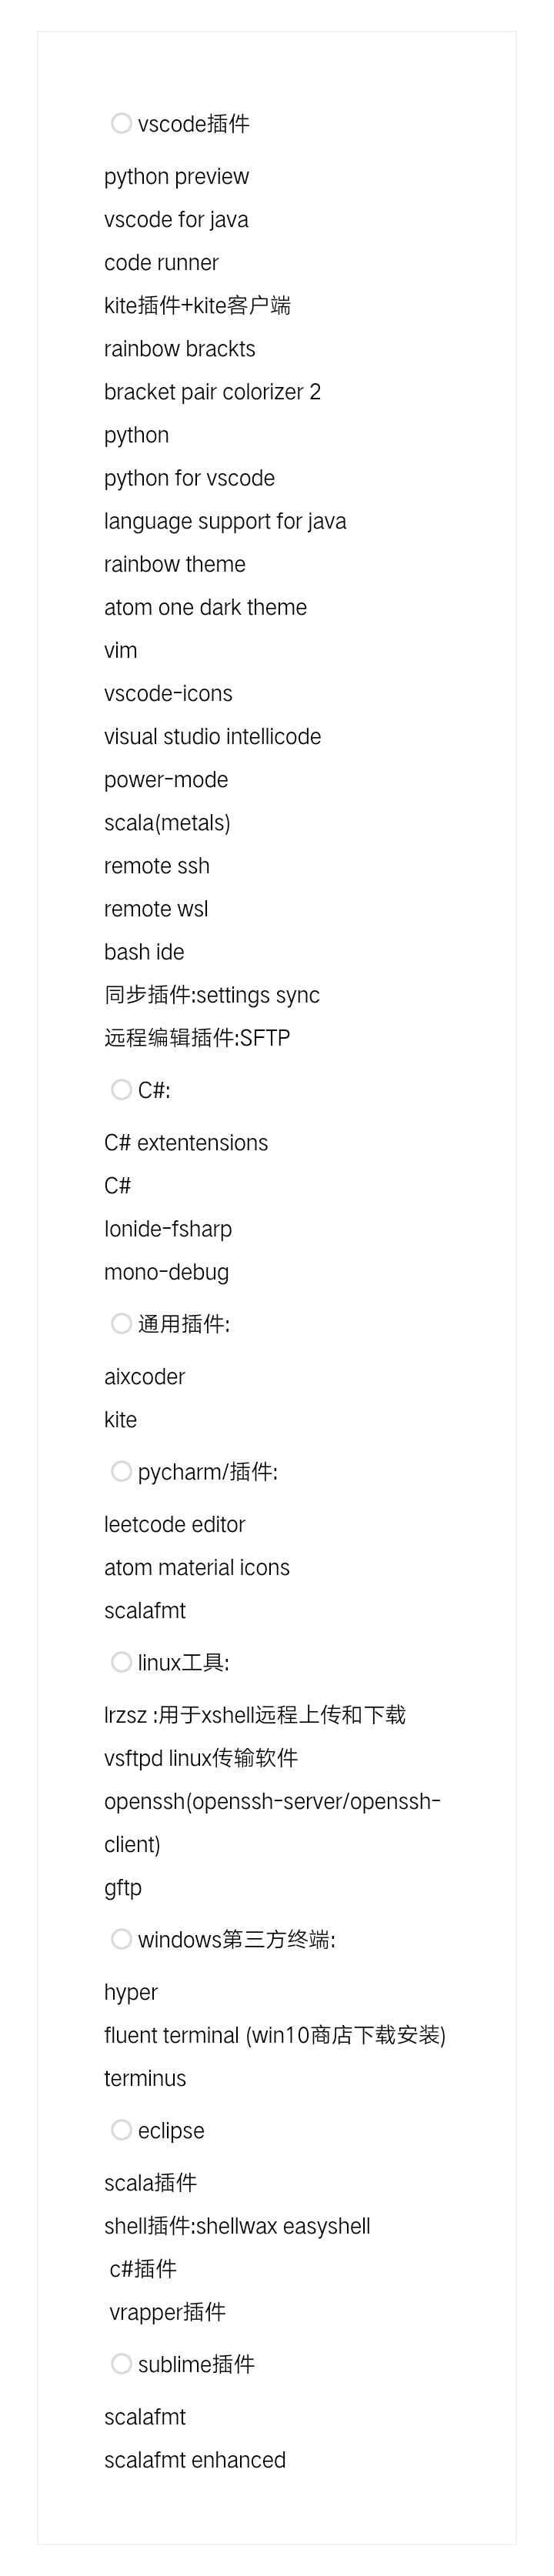 vscode插件
python preview
vscode for java
code runner
kite插件+kite客户端
rainbow brackts
bracket pair colorizer 2
python
python for vscode
language support for java
rainbow theme
atom one dark theme
vim
vscode-icons
visual studio intellicode
power-mode
scala(metals)
remote ssh
remote wsl
bash ide
同步插件:settings sync
远程编辑插件:SFTP
C#:
C# extentensions
C#
Ionide-fsharp
mono-debug
通用插件:
aixcoder
kite
pycharm/插件:
leetcode editor
atom material icons
scalafmt
linux工具:
lrzsz :用于xshell远程上传和下载
vsftpd linux传输软件
openssh(openssh-server/openssh-
client)
gftp
windows第三方终端:
hyper
fluent terminal (win10商店下载安装)
terminus
eclipse
scala插件
shell插件:shellwax easyshell
c#插件
vrapper插件
sublime插件
scalafmt
scalafmt enhanced